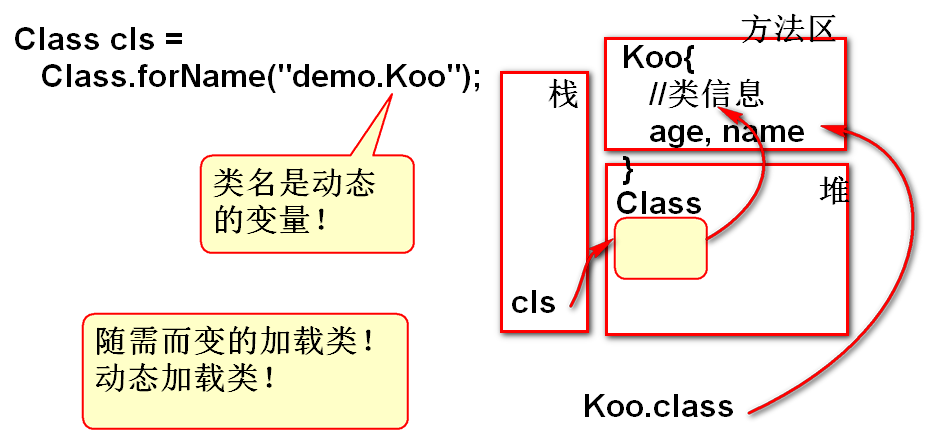 Class cls =
Class.forName("demo.Koo");
类名是动态
的变量！
随需而变的加载类！
动态加载类！
栈
cls
方法区
Koo{
//类信息
age, name
}
堆
Class
Koo.class